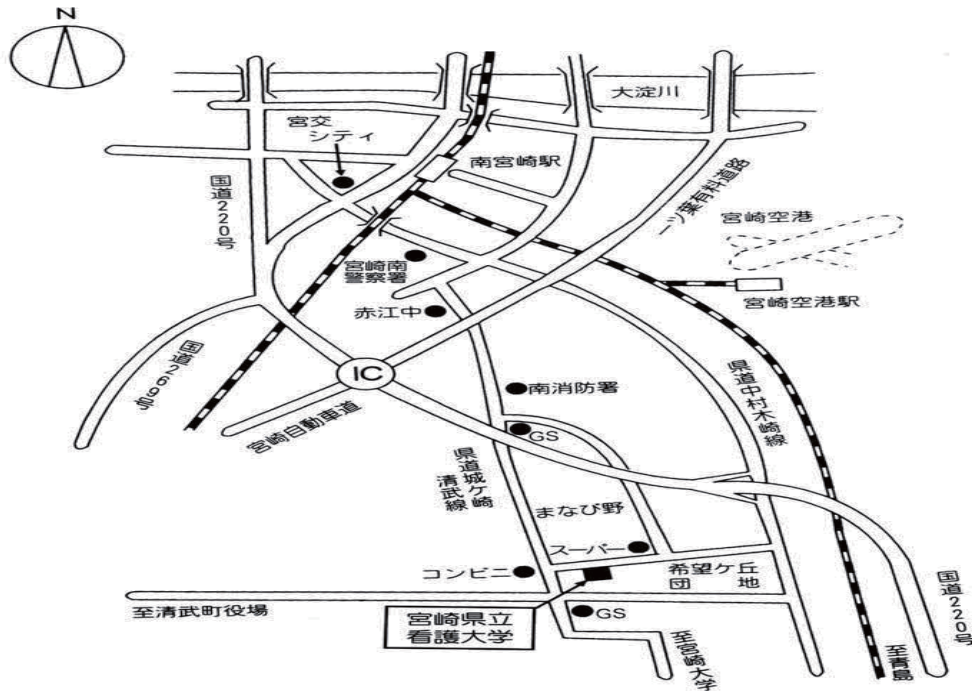 N
大淀川
宮交
シティ
南宮崎駅
国道220号
一ツ葉有料道路
宮崎空港
宮崎南
警察署
宮崎空港駅
赤江中
国道269号
IC
宮崎自動車道
南消防署
県道中村木崎線
GS
県道城ケ崎
清武線
まなび野
スーパー
コンビニ
希望ケ丘
団地
至清武町役場
宮崎県立
看護大学
GS
至宮崎大学
至青島
国道220号